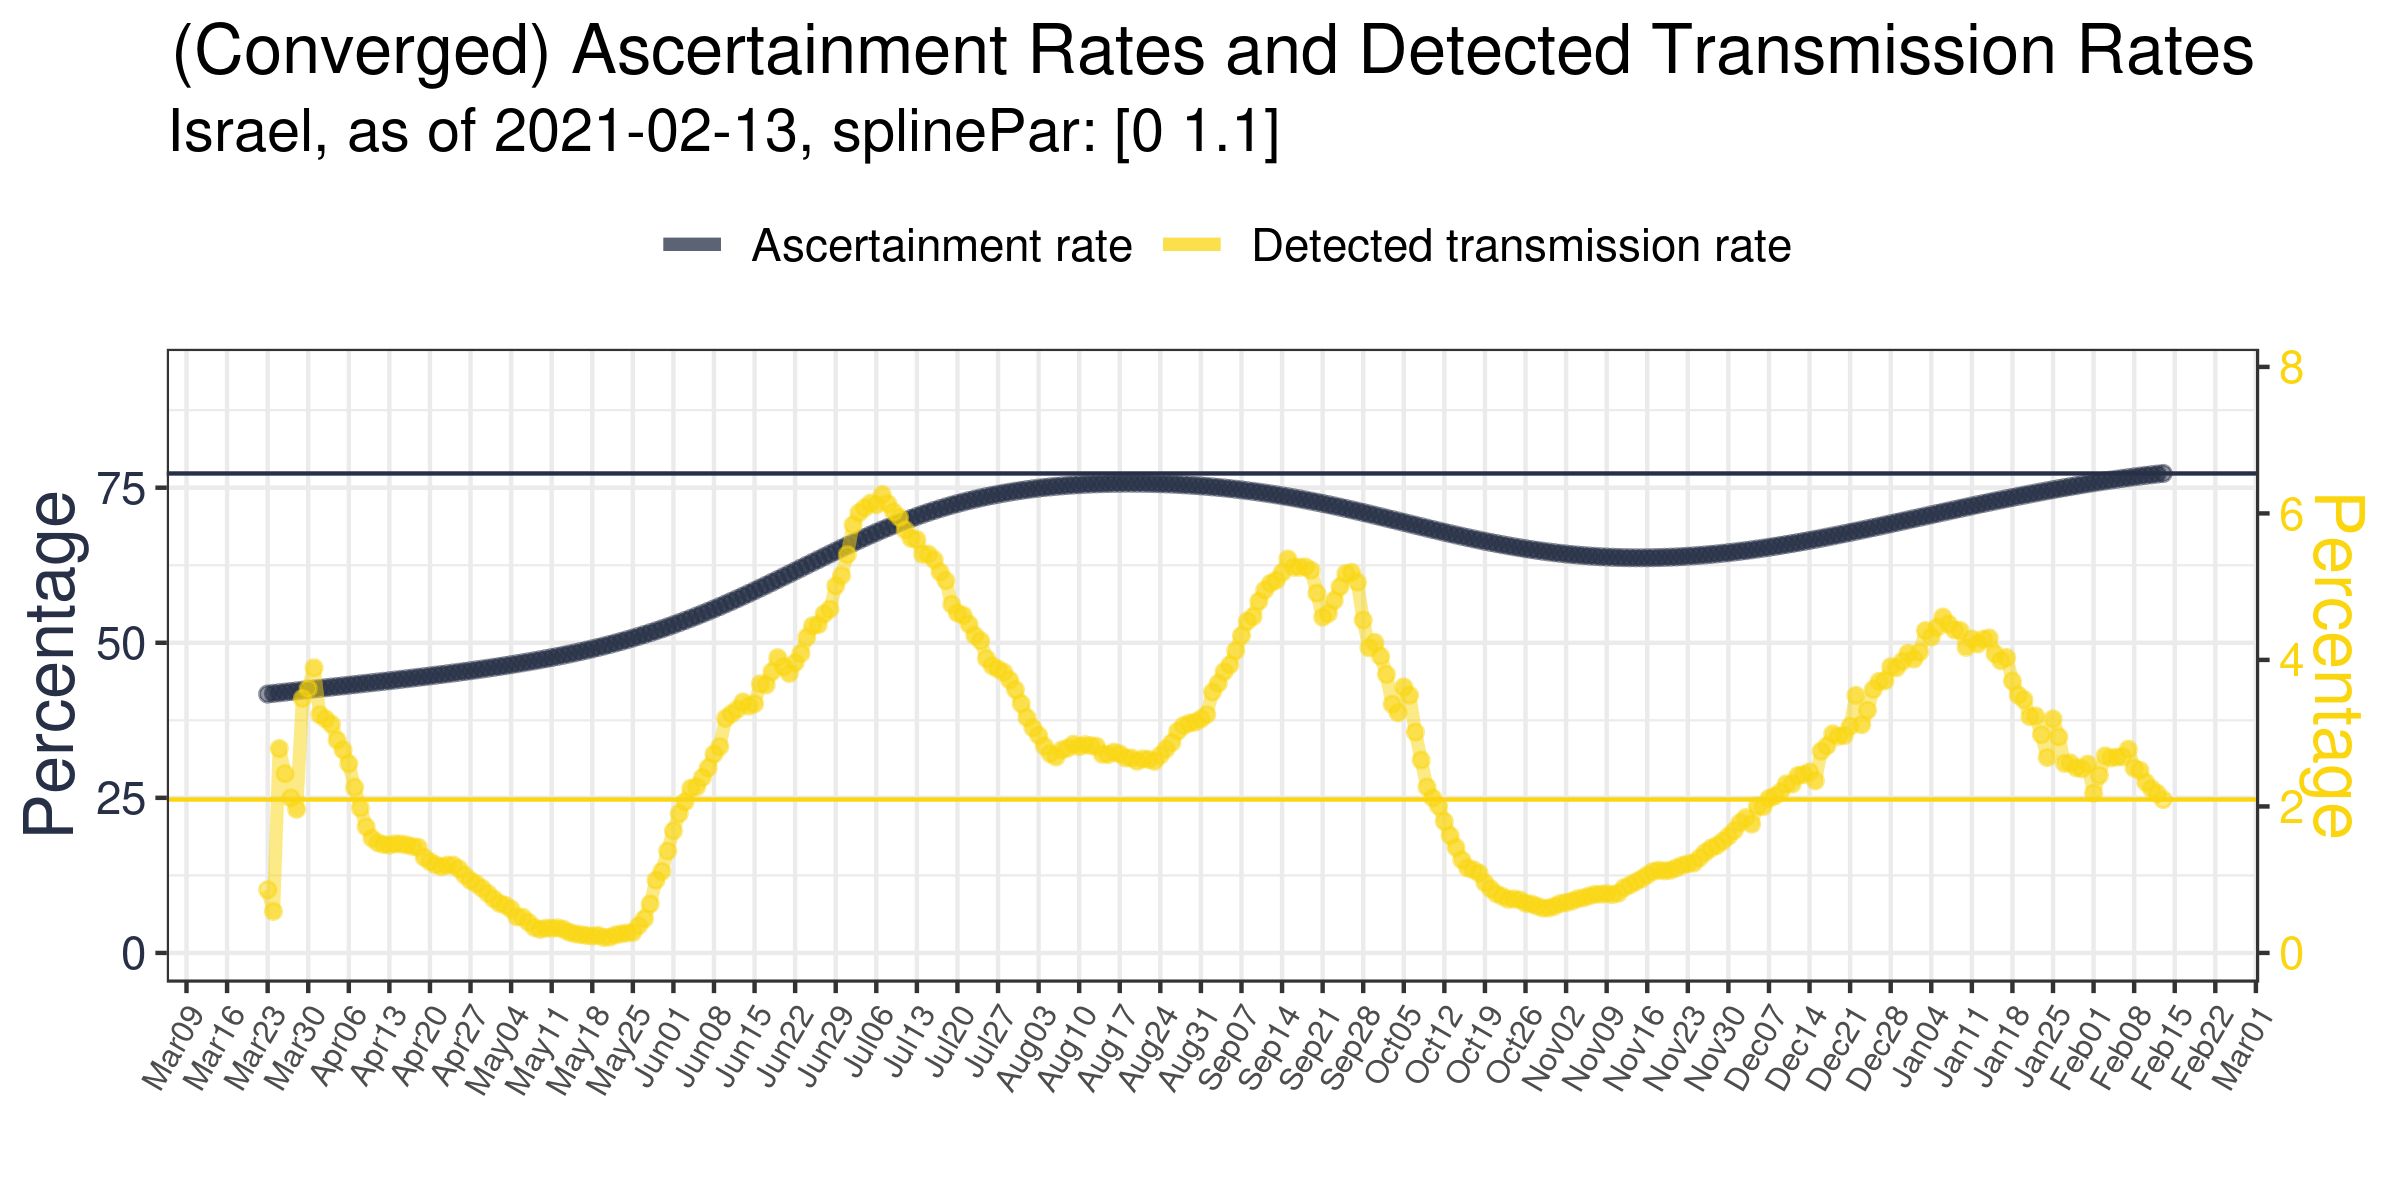 (Converged) Ascertainment Rates and Detected Transmission Rates
Israel, as of 2021-02-13, splinePar: [0 1.1]
Ascertainment rate
Detected transmission rate
Percentage
75
50
25
0
8
6
4
2
0
Percentage
Mar09
Mar16
Mar23
Mar30
Apr06
Apr13
Apr20
Apr27
May04
May11
May18
May25
Jun01
Jun08
Jun15
Jun22
Jun29
Jul06
Jul13
Jul20
Jul27
Aug03
Aug10
Aug17
Aug24
Aug31
Sep07
Sep14
Sep21
Sep28
Oct05
Oct12
Oct19
Oct26
Nov02
Nov09
Nov16
Nov23
Nov30
Dec07
Dec14
Dec21
Dec28
Jan04
Jan11
Jan18
Jan25
Feb01
Feb08
Feb15
Feb22
Mar01